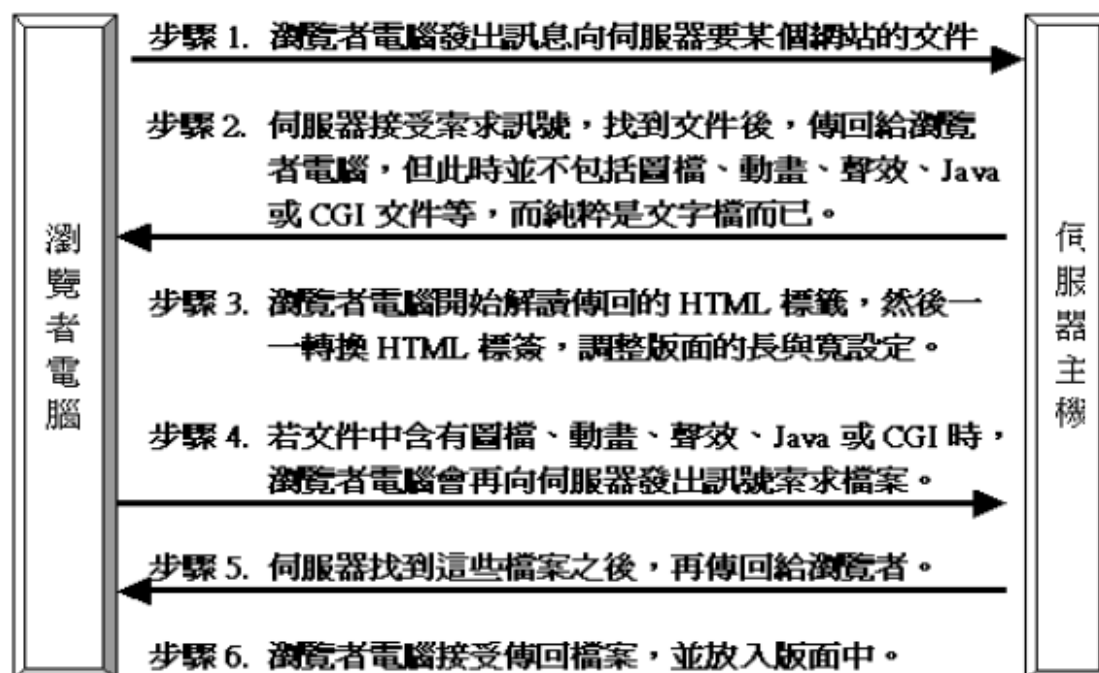 步驟 1. 瀏覽者電腦發出訊息向伺服器要某個網站的文件
步驟 2. 伺服器接受索求訊號，找到文件後，傳回給瀏覽
者電腦，但此時並不包括圖檔、動畫、聲效、Java
或 CGI 文件等，而純粹是文字檔而已。
步驟 3. 瀏覽者電腦開始解讀傳回的 HTML 標籤，然後一
一轉換 HTML 標簽，調整版面的長與寬設定。
步驟 4. 若文件中含有圖檔、動畫、聲效、Java 或 CGI 時，
瀏覽者電腦會再向伺服器發出訊號索求檔案。
步驟 5. 伺服器找到這些檔案之後，再傳回給瀏覽者。
步驟 6. 瀏覽者電腦接受傳回檔案，並放入版面中。
瀏覽者電腦
伺服器主機